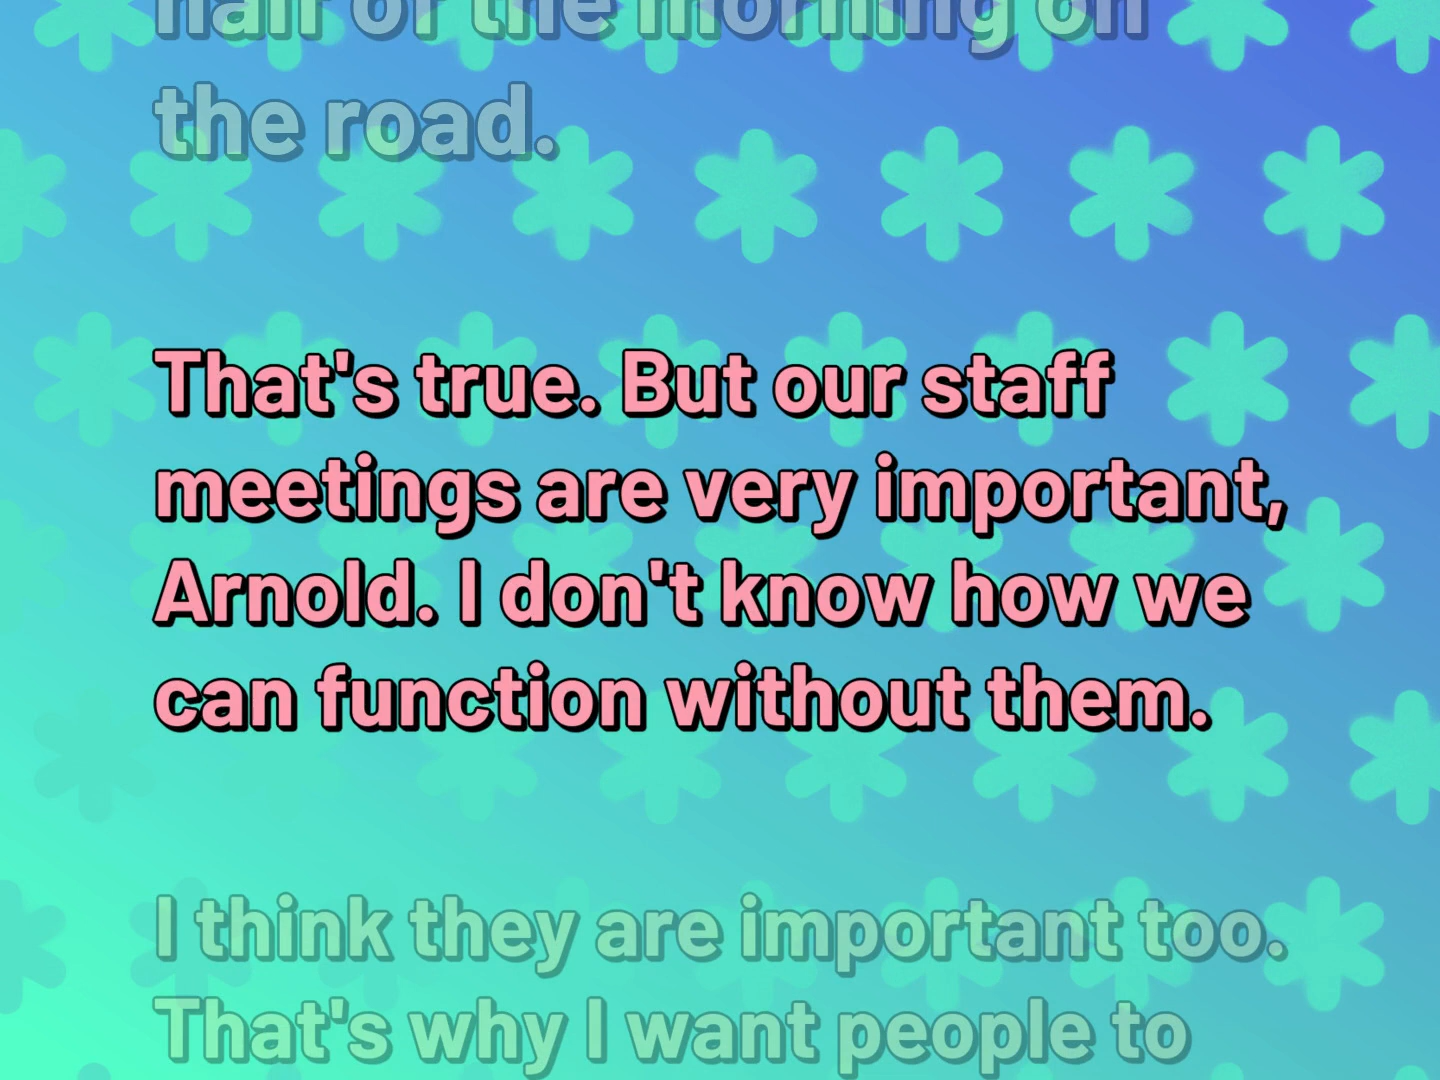 half of the morning on
the road.
That's true. But our staff
meetings are very important,
Arnold. I don't know how we
can function without them.
I think they are important too.
That's why I want people to